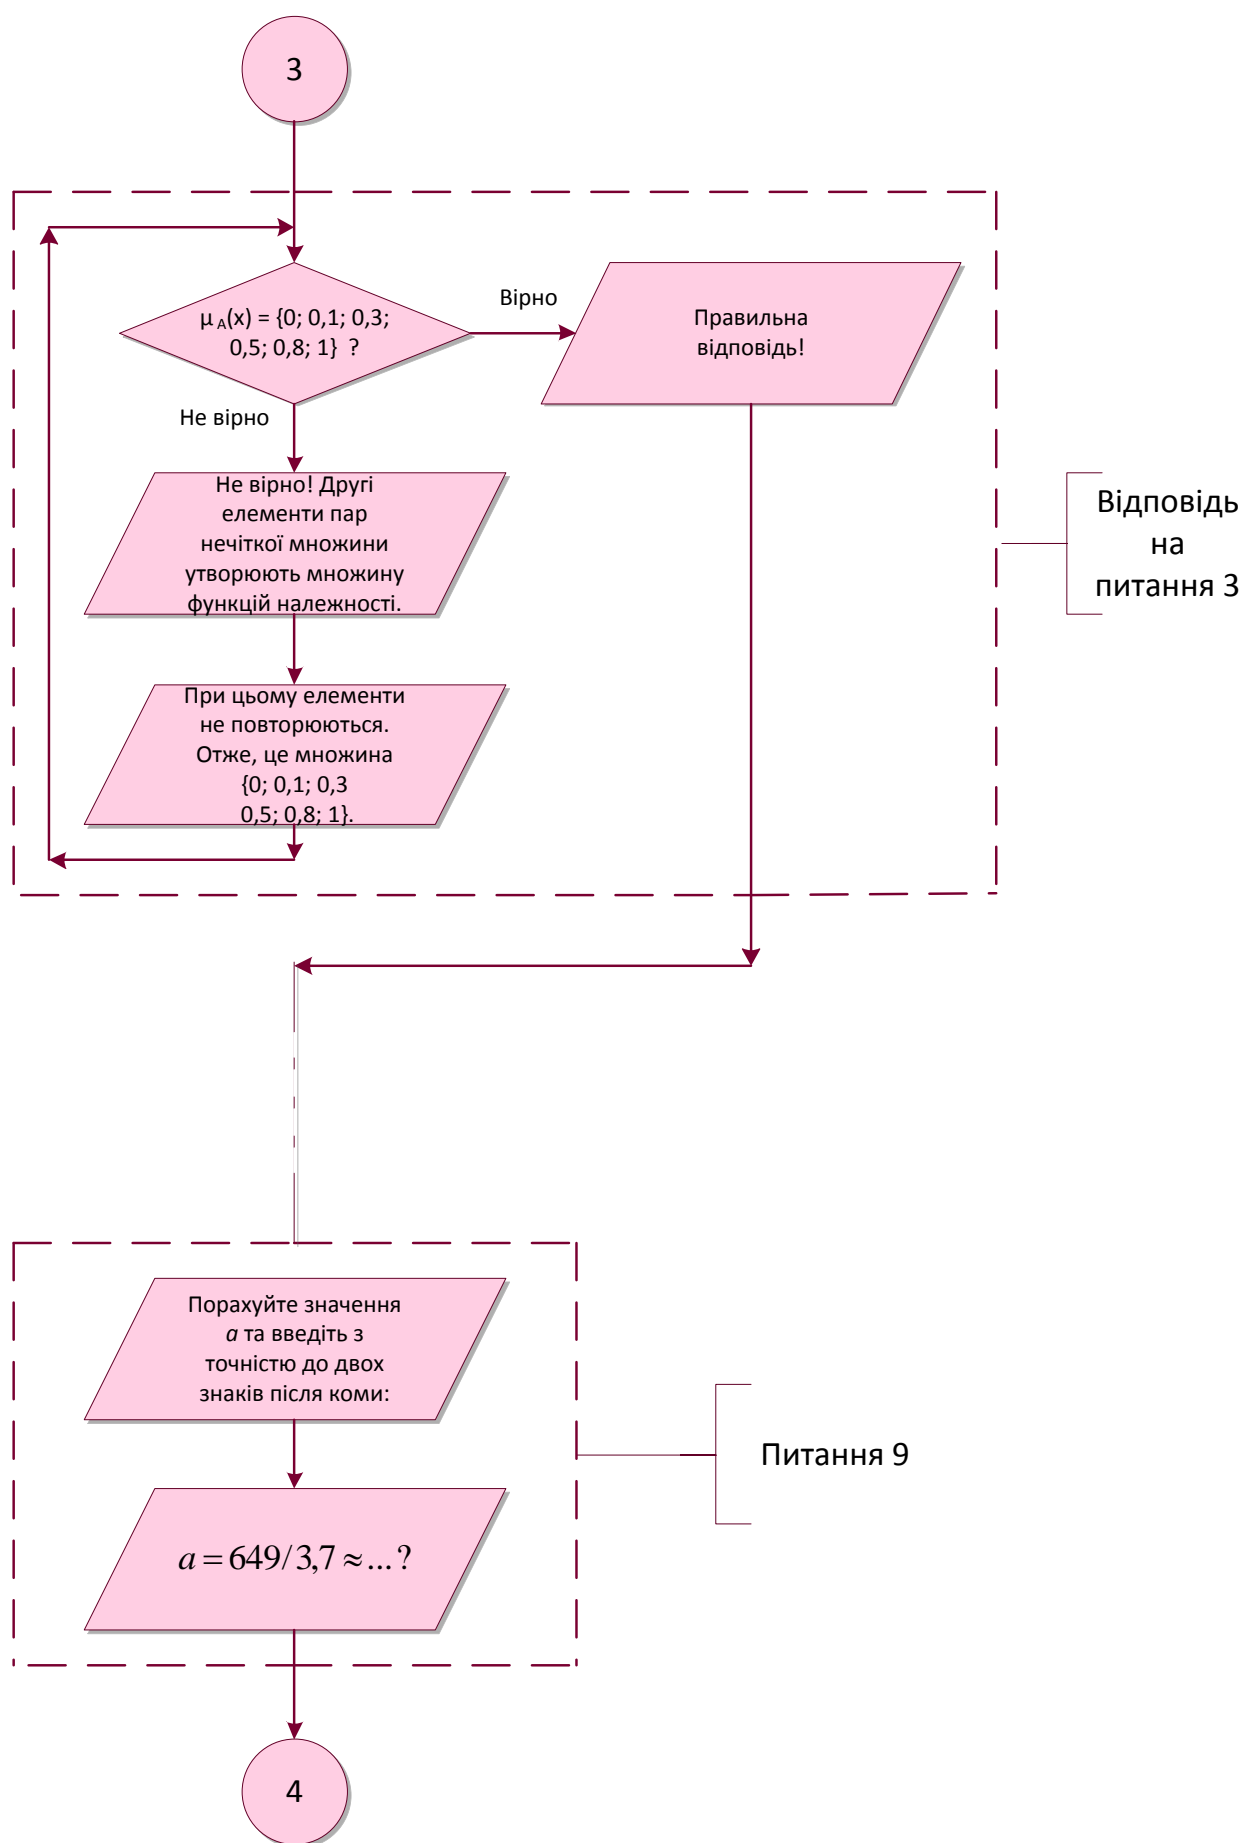 3
μ A(x) = {0; 0,1; 0,3;
0,5; 0,8; 1} ?
Вірно
Правильна
відповідь!
Не вірно
Не вірно! Другі
елементи пар
нечіткої множини
утворюють множину
функцій належності.
Відповідь
на
питання 3
При цьому елементи
не повторюються.
Отже, це множина
{0; 0,1; 0,3
0,5; 0,8; 1}.
Порахуйте значення
a та введіть з
точністю до двох
знаків після коми:
Питання 9
a = 649/3,7 ≈ ...?
4